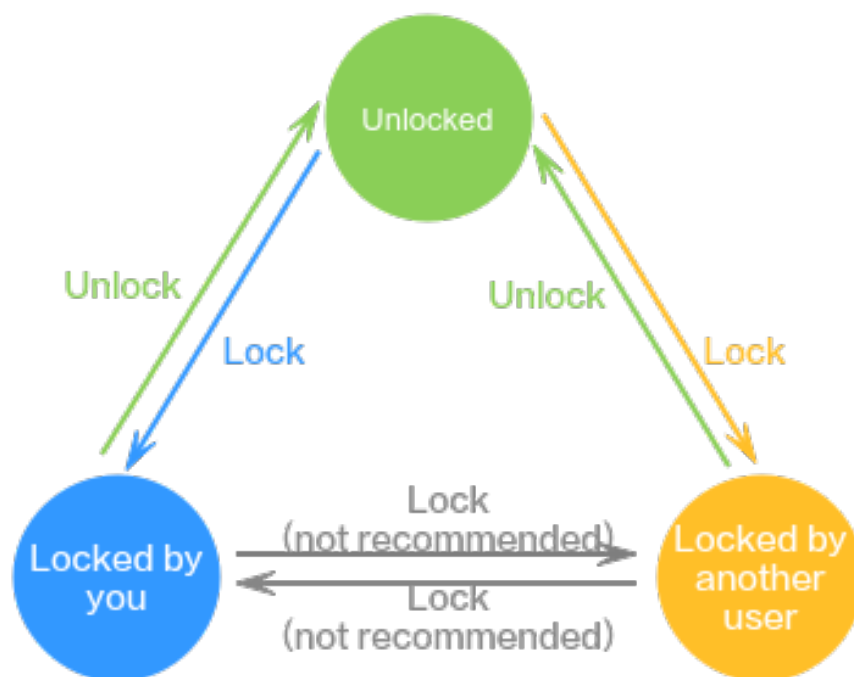 Unlocked
Unlock
Lock
Unlock
Lock
Lock
(not recommended)
Locked by
you
Lock
(not recommended)
Locked by
another
user